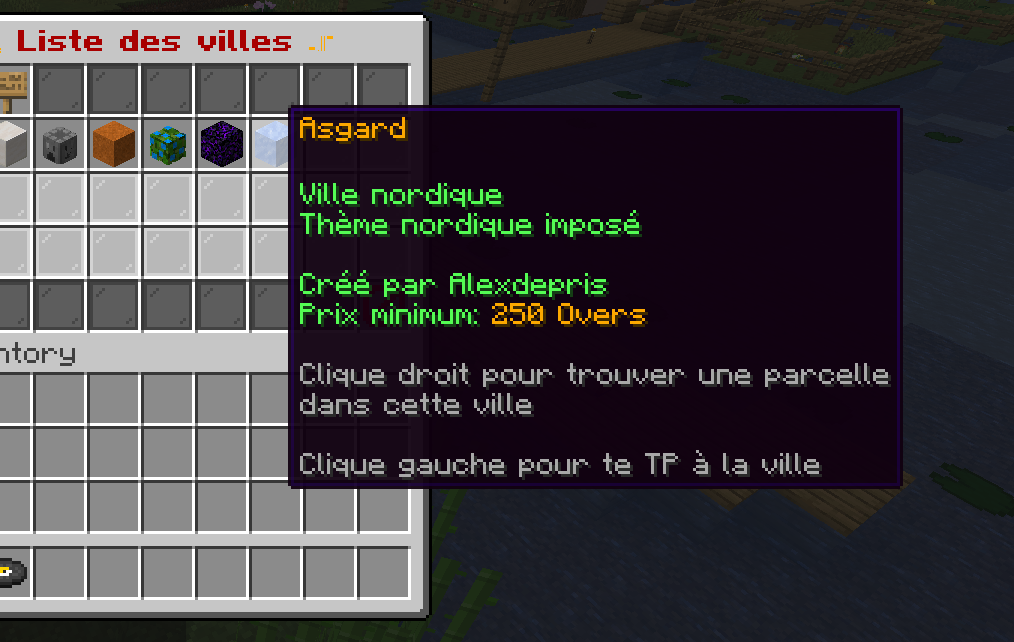 Liste des villes
Asgard
Ville nordique
Thème nordique imposé
Créé par Alexdepris
Prix minimum: 250 Overs
Clique droit pour trouver une parcelle
dans cette ville
Clique gauche pour te TP à la ville
ntory